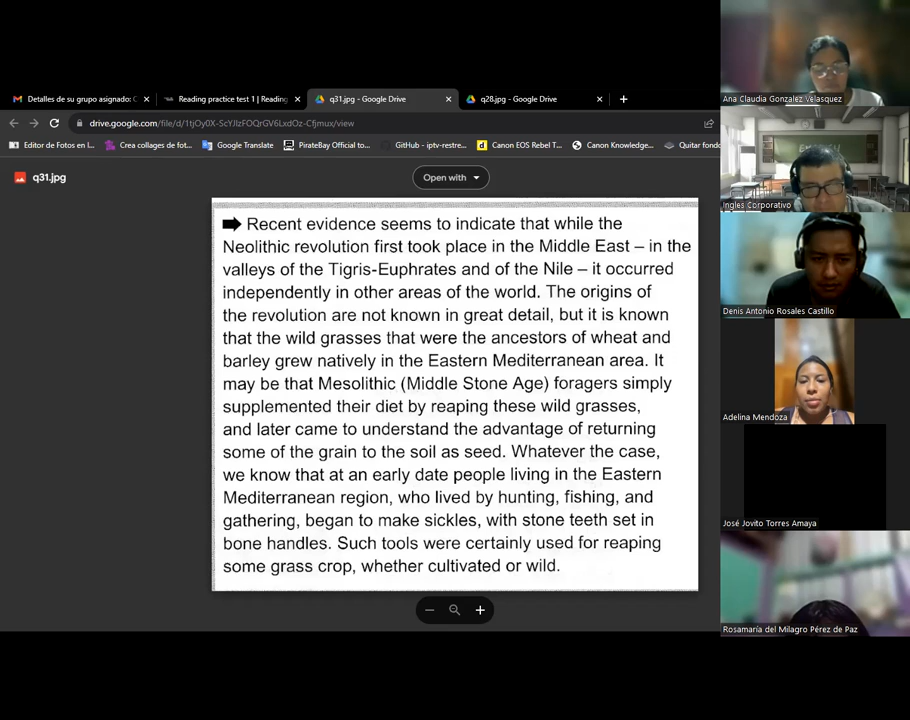 Detalles de su grupo asignado: C
Reading practice test 1 | Reading
q31.jpg - Google Drive
q28.jpg - Google Drive
drive.google.com/file/d/1tjOy0X-ScYJlzFOQrGV6LxdOz-Cfjmux/view
Editor de Fotos en l...
Crea collages de fot...
Google Translate
PirateBay Official to...
GitHub - iptv-restre...
Canon EOS Rebel T...
Canon Knowledge...
Quitar fondo
q31.jpg
Open with
Recent evidence seems to indicate that while the
Neolithic revolution first took place in the Middle East – in the
valleys of the Tigris-Euphrates and of the Nile – it occurred
independently in other areas of the world. The origins of
the revolution are not known in great detail, but it is known
that the wild grasses that were the ancestors of wheat and
barley grew natively in the Eastern Mediterranean area. It
may be that Mesolithic (Middle Stone Age) foragers simply
supplemented their diet by reaping these wild grasses,
and later came to understand the advantage of returning
some of the grain to the soil as seed. Whatever the case,
we know that at an early date people living in the Eastern
Mediterranean region, who lived by hunting, fishing, and
gathering, began to make sickles, with stone teeth set in
bone handles. Such tools were certainly used for reaping
some grass crop, whether cultivated or wild.
Ana Claudia Gonzalez Velasquez
Ingles Corporativo
Denis Antonio Rosales Castillo
Adelina Mendoza
José Jovito Torres Amaya
Rosamaría del Milagro Pérez de Paz